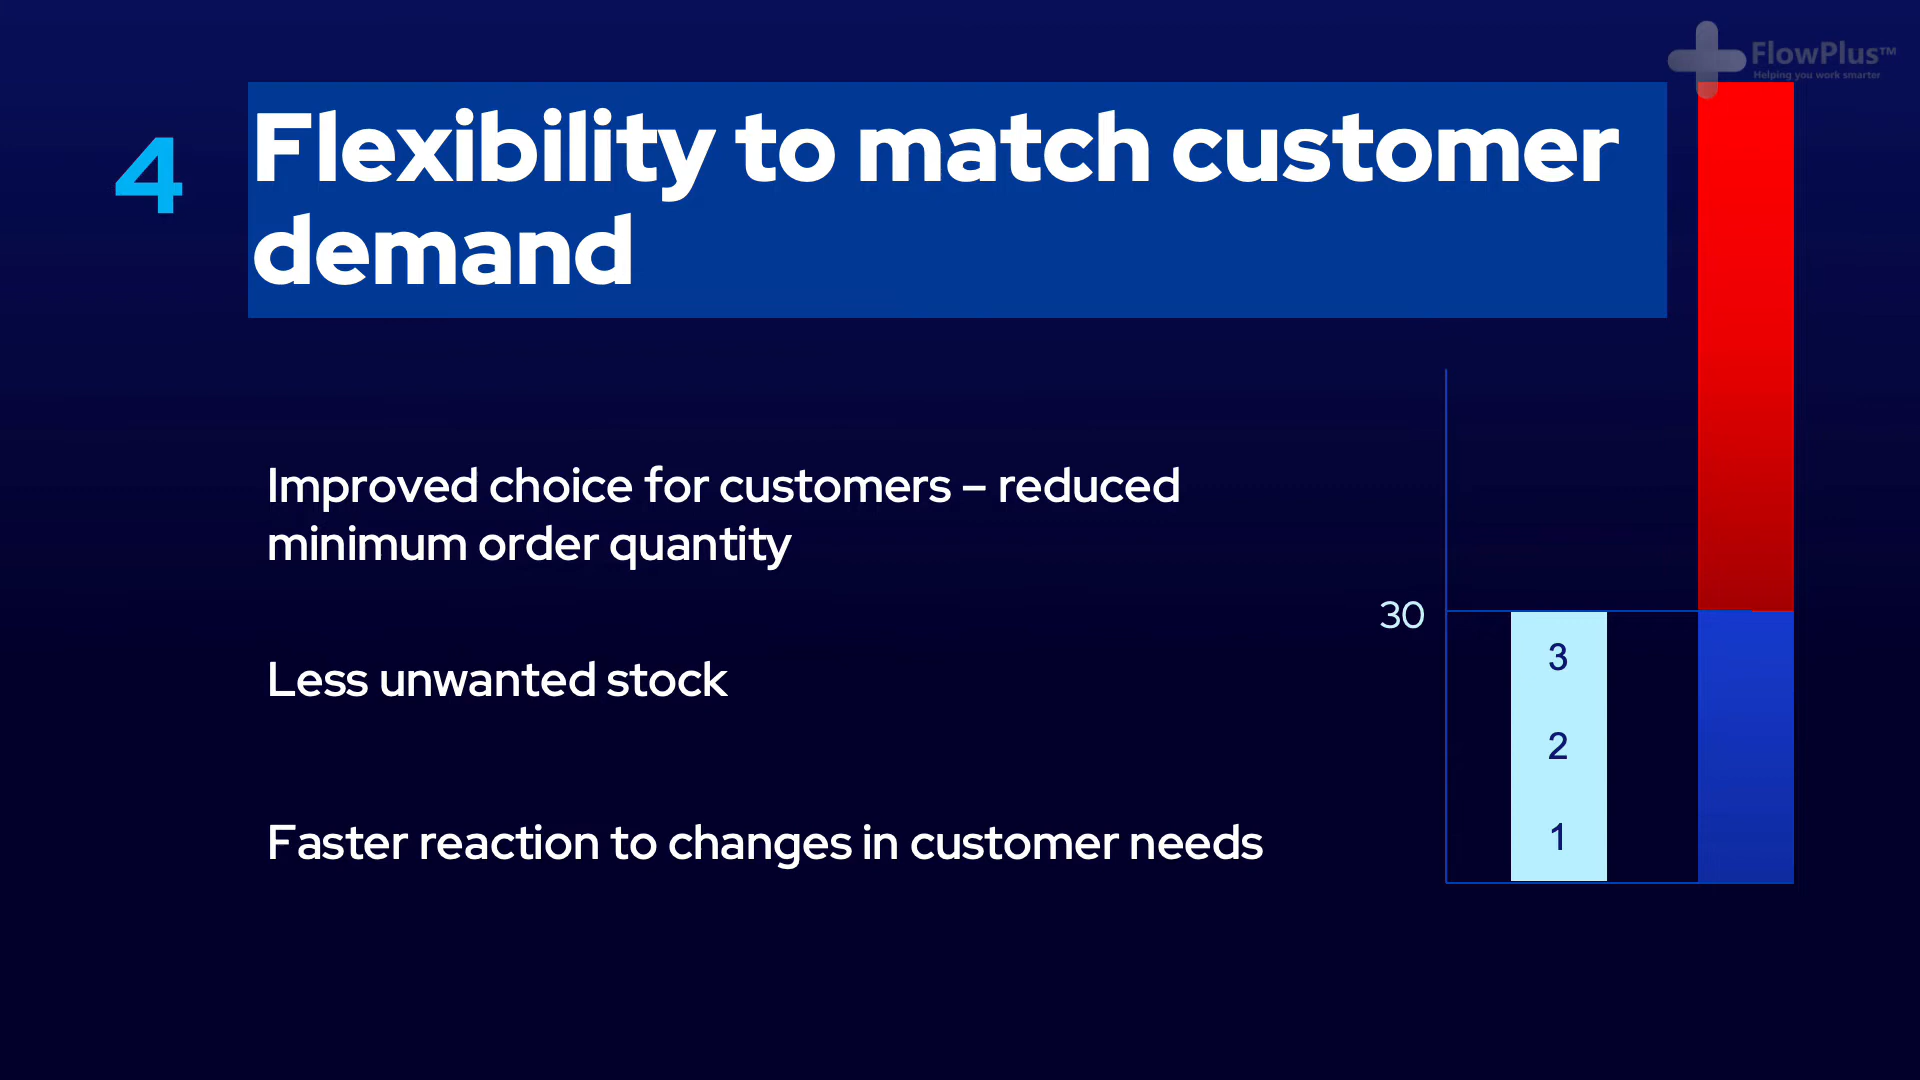 FlowPlus™
Helping you work smarter
4
Flexibility to match customer
demand
Improved choice for customers – reduced
minimum order quantity
Less unwanted stock
Faster reaction to changes in customer needs
30
3
2
1